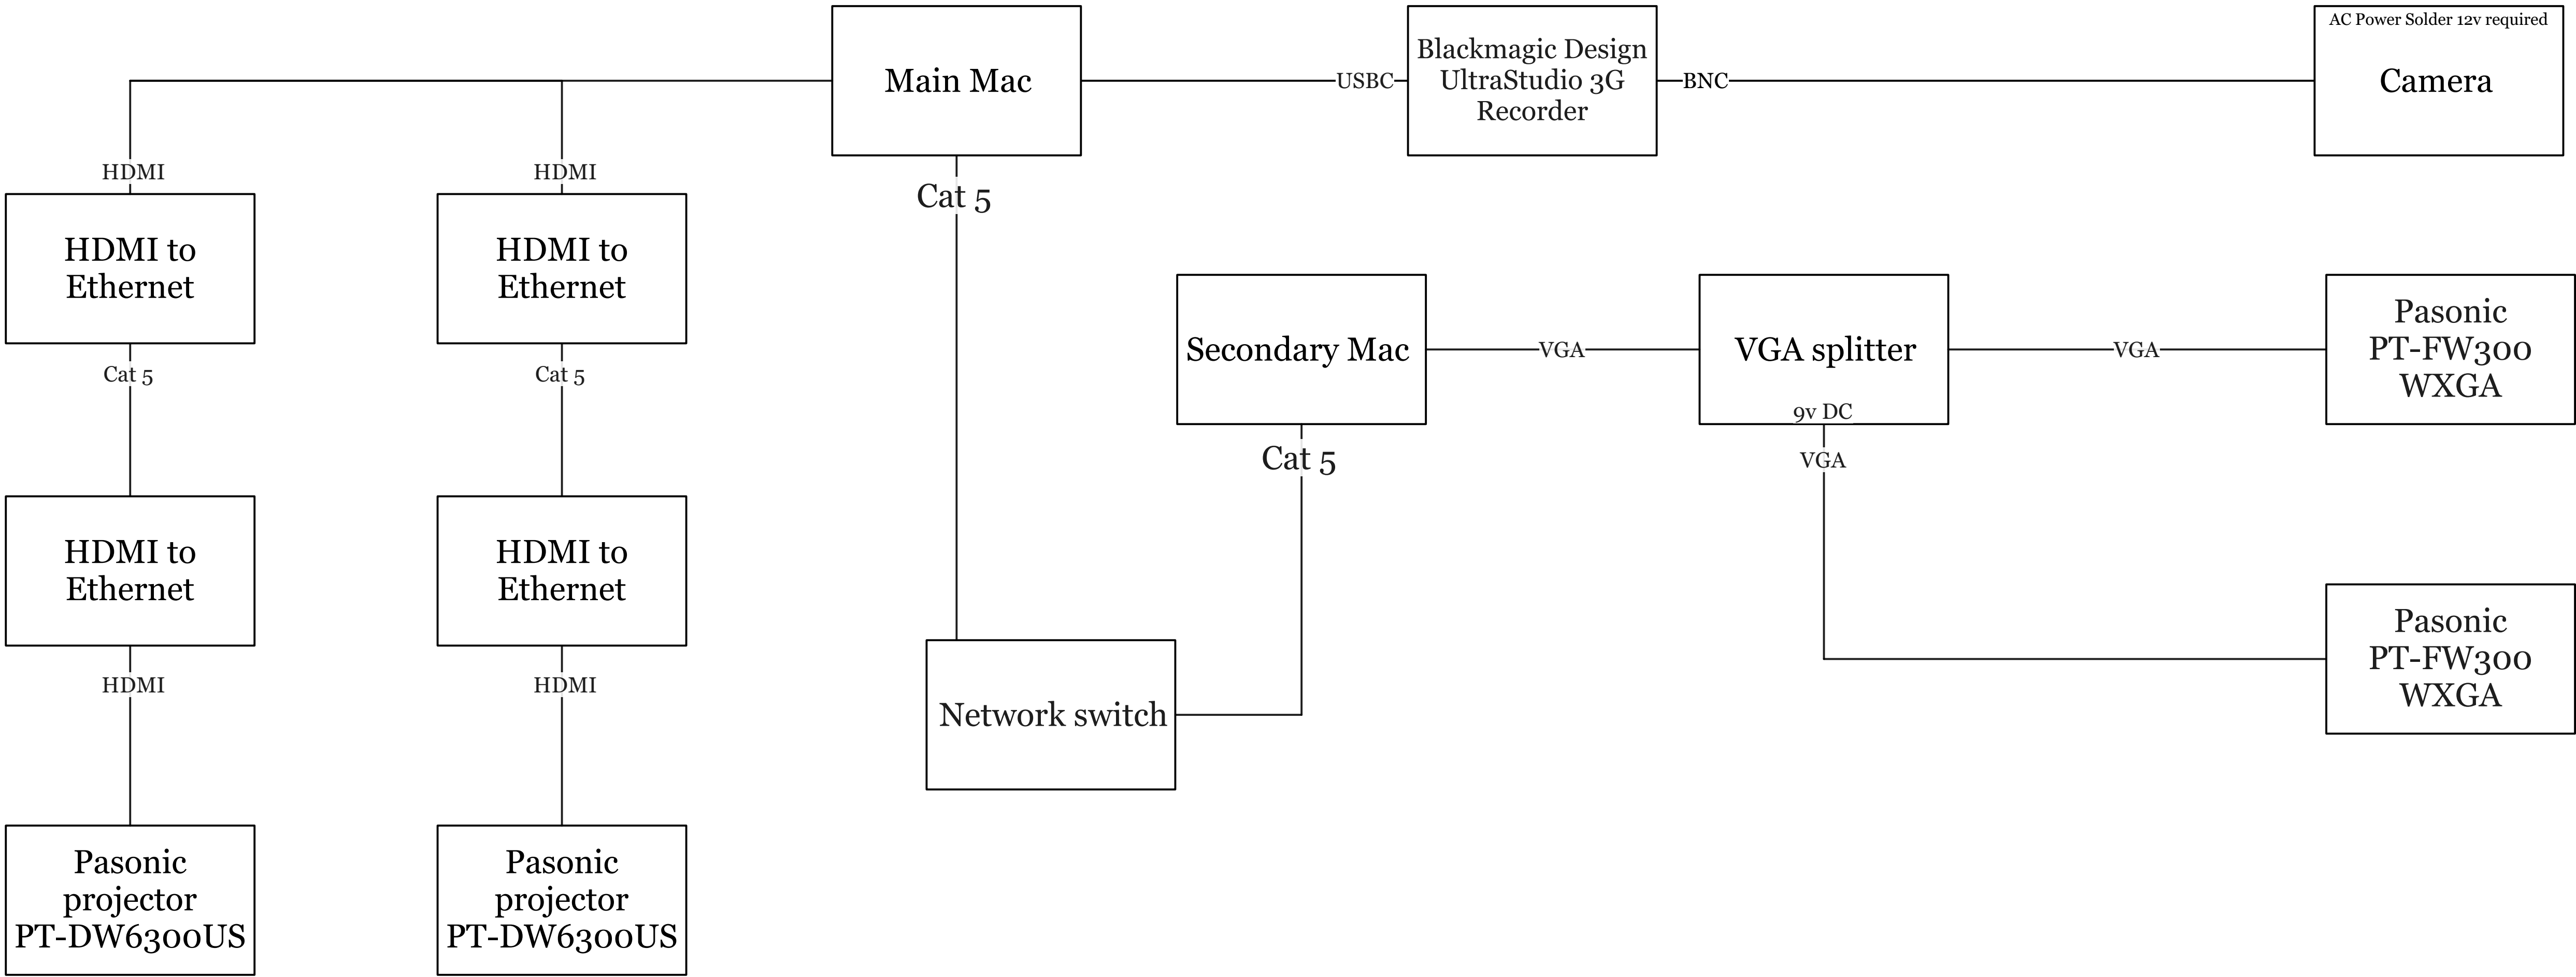 AC Power Solder 12v required
Main Mac
USBC
Blackmagic Design
UltraStudio 3G
Recorder
BNC
Camera
HDMI
HDMI
Cat 5
HDMI to
Ethernet
HDMI to
Ethernet
Secondary Mac
VGA
VGA splitter
9v DC
VGA
Pasonic
PT-FW300
WXGA
Cat 5
Cat 5
Cat 5
VGA
HDMI to
Ethernet
HDMI to
Ethernet
Pasonic
PT-FW300
WXGA
HDMI
HDMI
Network switch
Pasonic
projector
PT-DW6300US
Pasonic
projector
PT-DW6300US